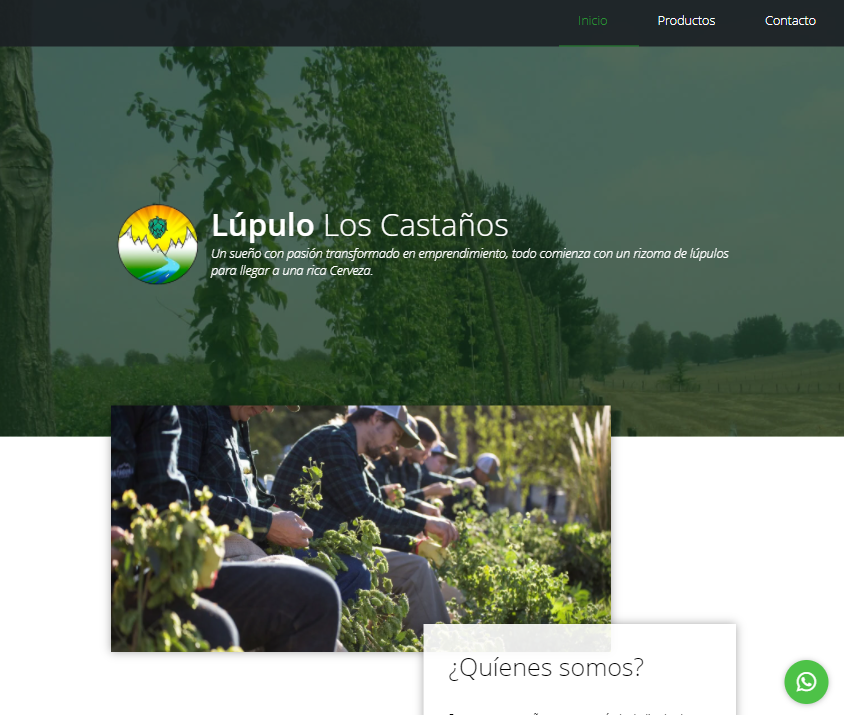 Inicio
Productos
Contacto
Lúpulo Los Castaños
Un sueño con pasión transformado en emprendimiento, todo comienza con un rizoma de lúpulos
para llegar a una rica Cerveza.
¿Quíenes somos?